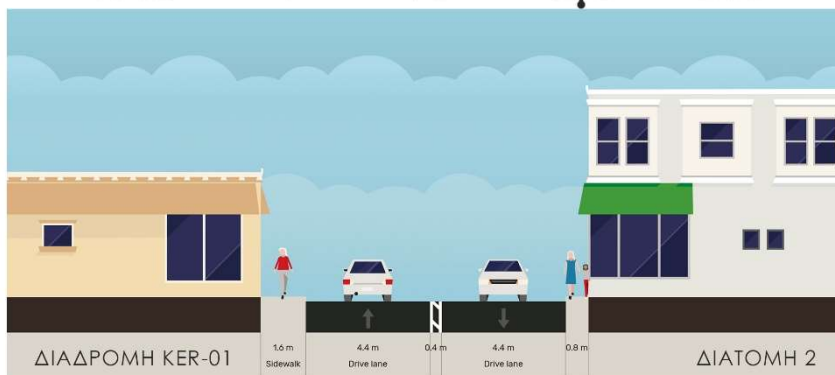 ΔΙΑΔΡΟΜΗ KER-01
1.6 m
Sidewalk
4.4 m
Drive lane
0.4 m
4.4 m
Drive lane
0.8 m
ΔΙΑΤΟΜΗ 2